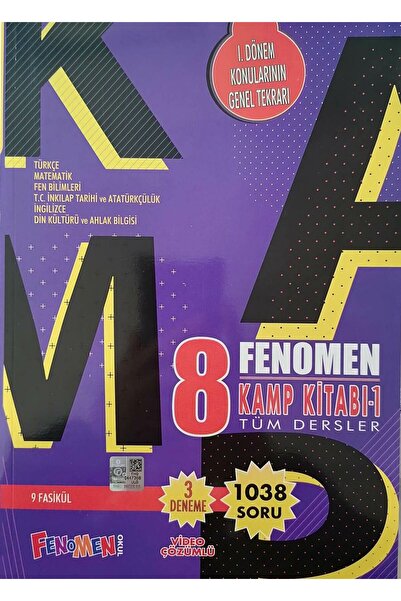 KAMP
I. DÖNEM
KONULARININ
GENEL TEKRARI
TÜRKÇE
MATEMATİK
FEN BİLİMLERİ
T.C. İNKILAP TARİHİ ve ATATÜRKÇÜLÜK
İNGİLİZCE
DİN KÜLTÜRÜ ve AHLAK BİLGİSİ
8
FENOMEN
KAMP KİTABI-1
TÜM DERSLER
9 FASİKÜL
3
DENEME
1038
SORU
FENOMEN
OKUL
VİDEO
ÇÖZÜMLÜ